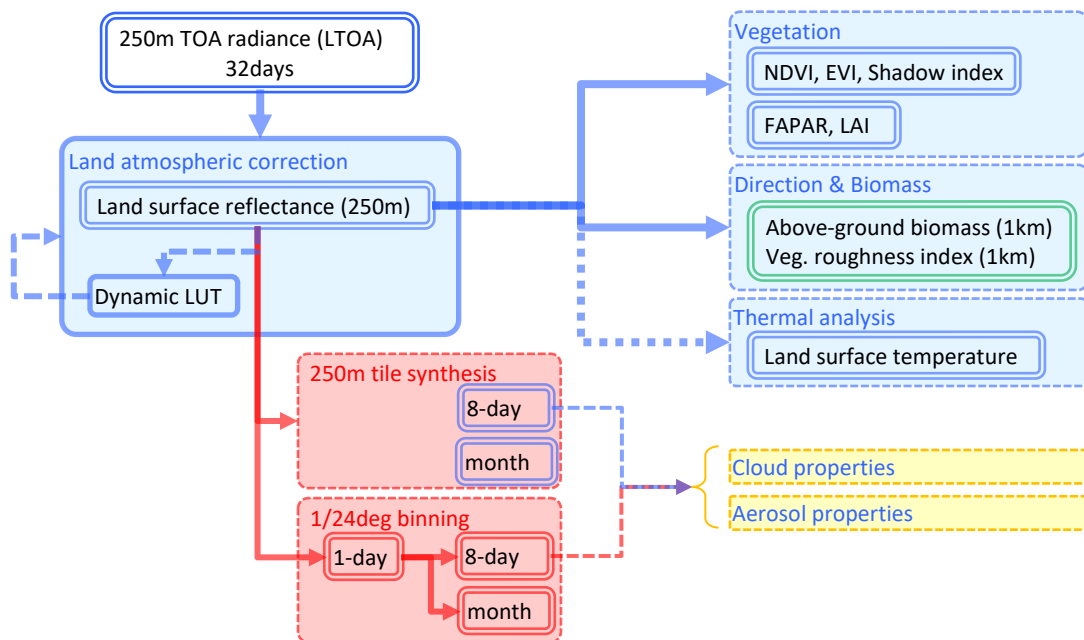 250m TOA radiance (LTOA)
32days
Land atmospheric correction
Land surface reflectance (250m)
Dynamic LUT
250m tile synthesis
8-day
month
1/24deg binning
1-day
8-day
month
Vegetation
NDVI, EVI, Shadow index
FAPAR, LAI
Direction & Biomass
Above-ground biomass (1km)
Veg. roughness index (1km)
Thermal analysis
Land surface temperature
Cloud properties
Aerosol properties